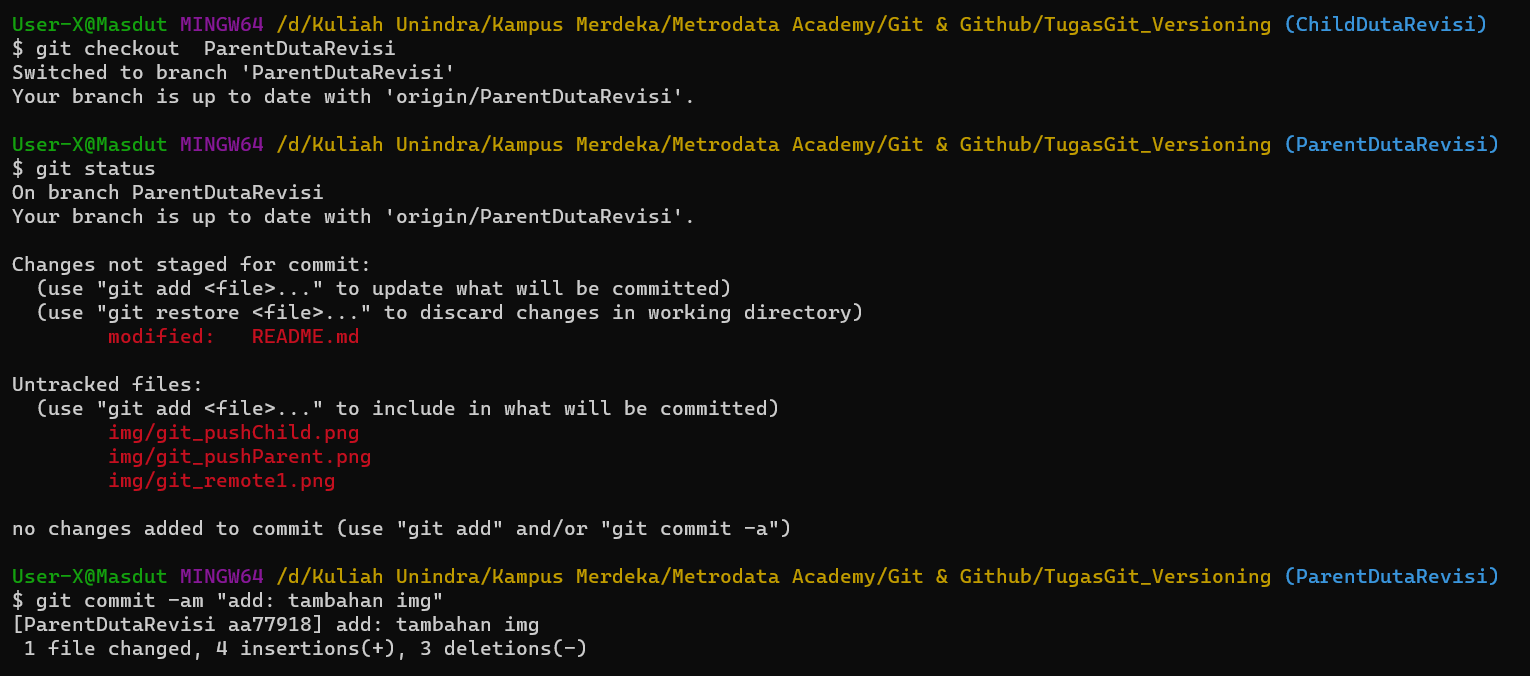 User-X@Masdut MINGW64 /d/Kuliah Unindra/Kampus Merdeka/Metrodata Academy/Git & Github/TugasGit_Versioning (ChildDutaRevisi)
$ git checkout  ParentDutaRevisi
Switched to branch 'ParentDutaRevisi'
Your branch is up to date with 'origin/ParentDutaRevisi'.

User-X@Masdut MINGW64 /d/Kuliah Unindra/Kampus Merdeka/Metrodata Academy/Git & Github/TugasGit_Versioning (ParentDutaRevisi)
$ git status
On branch ParentDutaRevisi
Your branch is up to date with 'origin/ParentDutaRevisi'.

Changes not staged for commit:
  (use "git add <file>..." to update what will be committed)
  (use "git restore <file>..." to discard changes in working directory)
        modified:   README.md

Untracked files:
  (use "git add <file>..." to include in what will be committed)
        img/git_pushChild.png
        img/git_pushParent.png
        img/git_remote1.png

no changes added to commit (use "git add" and/or "git commit -a")

User-X@Masdut MINGW64 /d/Kuliah Unindra/Kampus Merdeka/Metrodata Academy/Git & Github/TugasGit_Versioning (ParentDutaRevisi)
$ git commit -am "add: tambahan img"
[ParentDutaRevisi aa77918] add: tambahan img
 1 file changed, 4 insertions(+), 3 deletions(-)